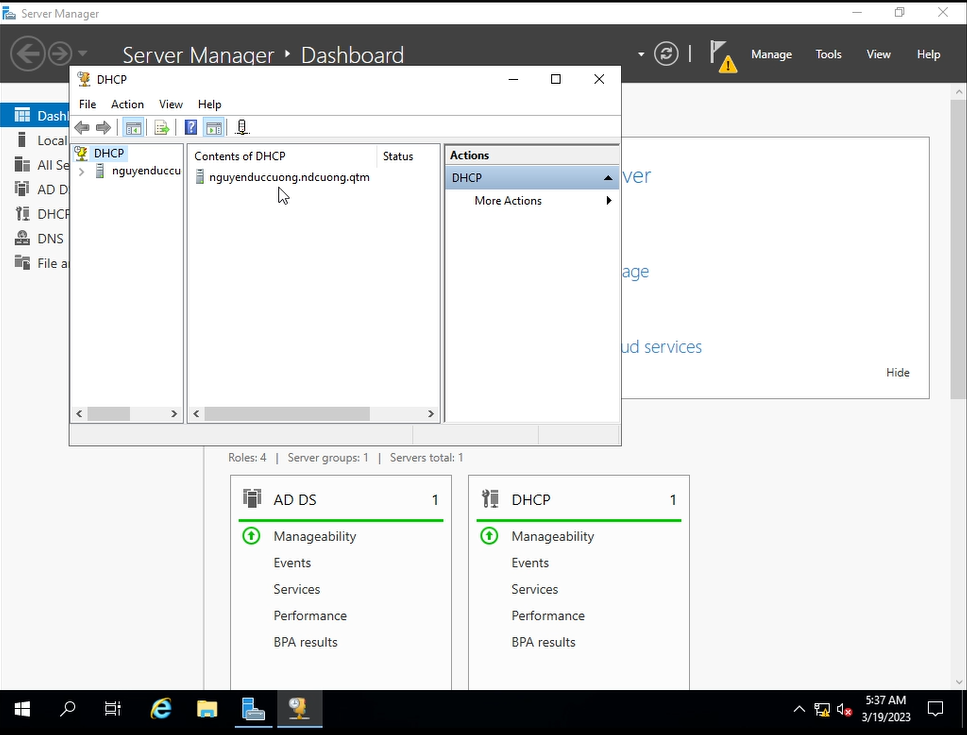 Server Manager
Server Manager Dashboard
Manage Tools View Help
DHCP
File Action View Help
DHCP
nguyenduccu
Contents of DHCP Status
nguyenduccuong.ndcuong.qtm
Actions
DHCP
More Actions
Dashl
Local
All Se
AD D
DHCP
DNS
File a
ver
age
ud services
Hide
Roles: 4 | Server groups: 1 | Servers total: 1
AD DS 1
Manageability
Events
Services
Performance
BPA results
DHCP 1
Manageability
Events
Services
Performance
BPA results
5:37 AM
3/19/2023